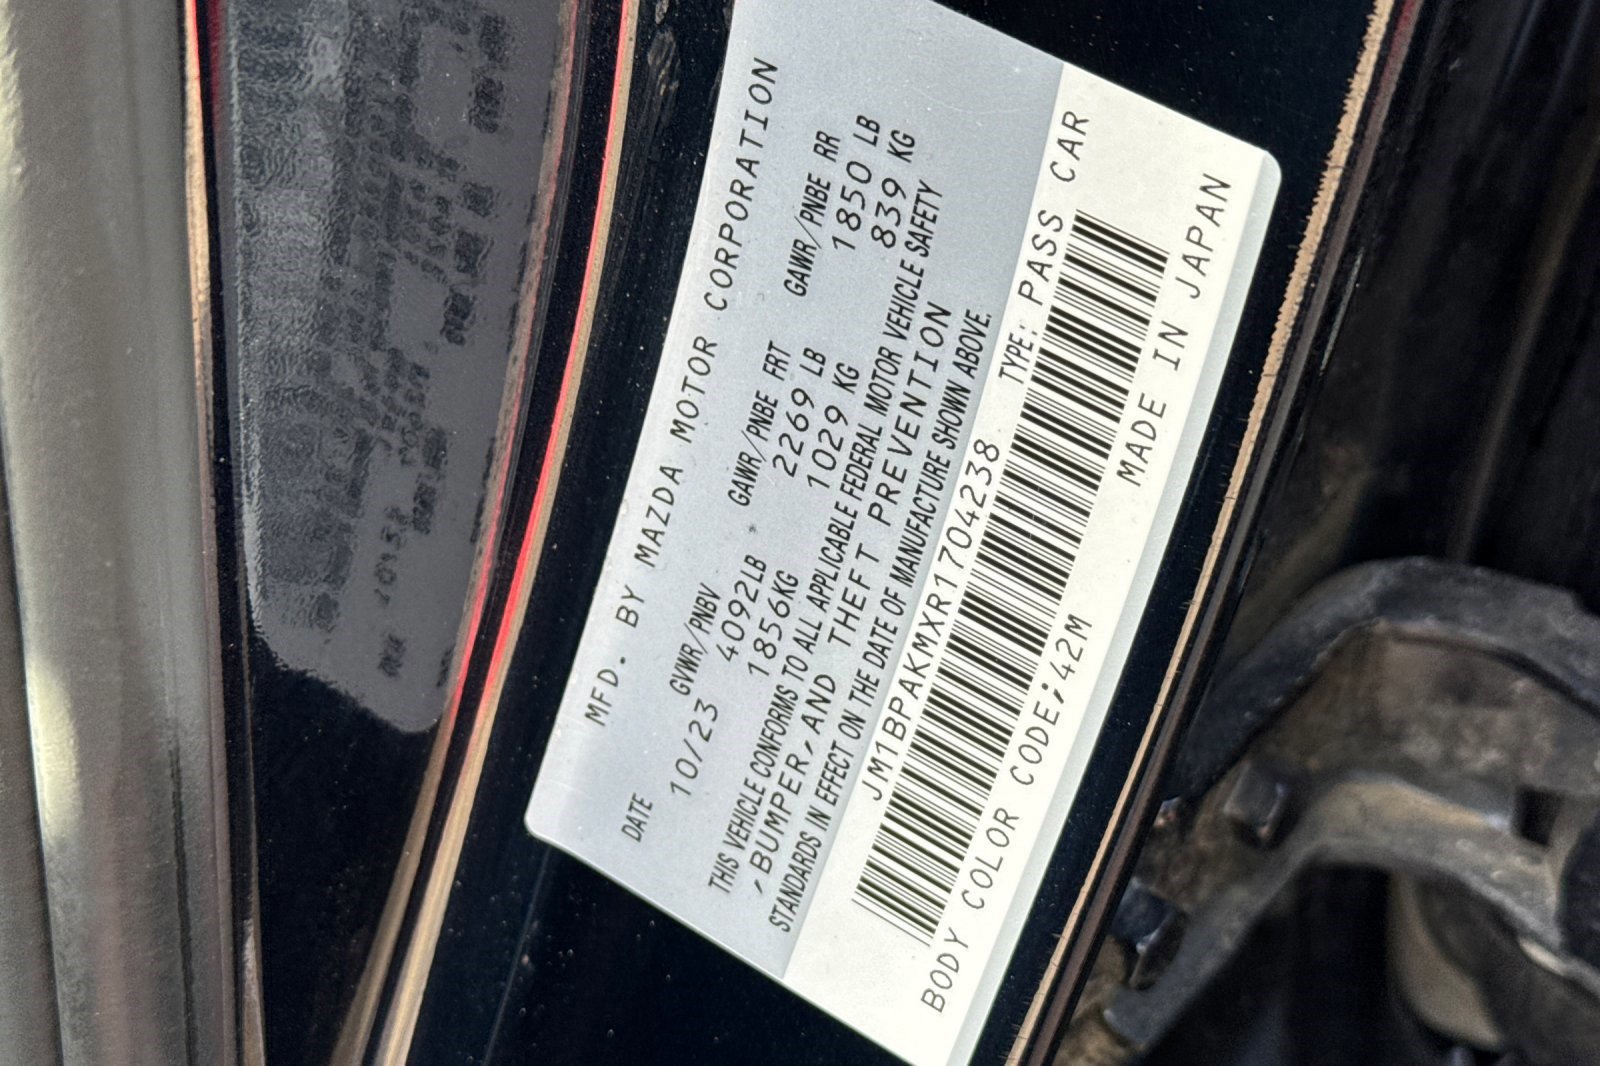 MFD. BY MAZDA MOTOR CORPORATION
DATE GVWR/PNBV GAWR/PNBE FRT GAWR/PNBE RR
10/23 4092LB 2269 LB 1850 LB
1856KG 1029 KG 839 KG
THIS VEHICLE CONFORMS TO ALL APPLICABLE FEDERAL MOTOR VEHICLE SAFETY
,BUMPER,AND THEFT PREVENTION
STANDARDS IN EFFECT ON THE DATE OF MANUFACTURE SHOWN ABOVE.
JM1BPAKMXR1704238 TYPE: PASS CAR
BODY COLOR CODE;42M MADE IN JAPAN